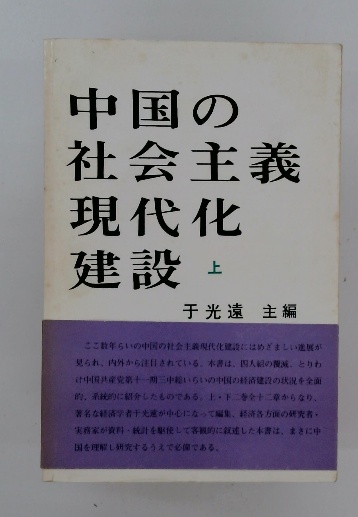 中国の
社会主義
現代化
建設 上
于光遠 主編
ここ数年らいの中国の社会主義現代化建設にはめざましい進展が
見られ、内外から注目されている。本書は、四人組の覆滅、とりわ
け中国共産党第十一期三中総いらいの中国の経済建設の状況を全面
的、系統的に紹介したものである。上・下二巻全十二章からなり、
著名な経済学者于光遠が中心になって編集、経済各方面の研究者・
実務家が資料・統計を駆使して客観的に叙述した本書は、まさに中
国を理解し研究するうえで必備である。